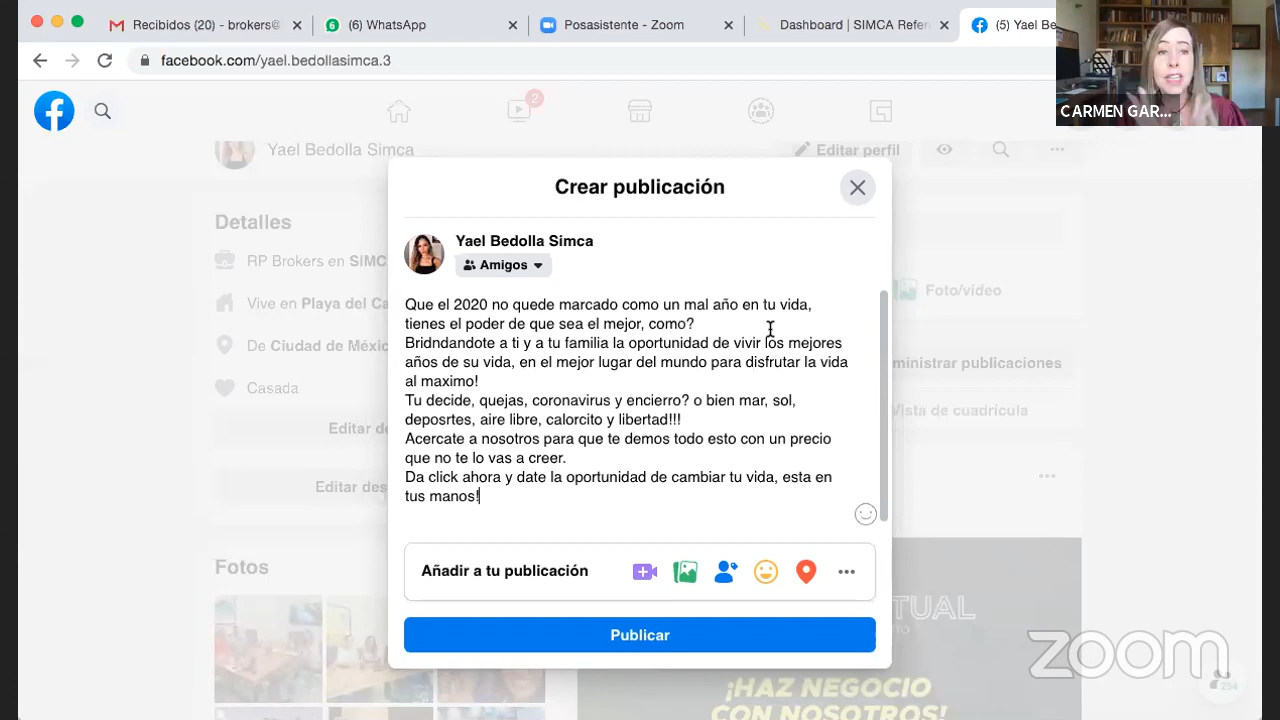 Recibidos (20) - brokers@
6
(6) WhatsApp
Posasistente - Zoom
Dashboard | SIMCA Refer
(5) Yael Be
facebook.com/yael.bedollasimca.3
CARMEN GAR...
2
Yael Bedolla Simca
Editar perfil
Crear publicación
Detalles
Yael Bedolla Simca
Amigos
RP Brokers en SIMC
Vive en Playa del Ca
De Ciudad de Méxic
Casada
Editar de
Editar des
Foto/vídeo
ministrar publicaciones
Vista de cuadrícula
Que el 2020 no quede marcado como un mal año en tu vida,
tienes el poder de que sea el mejor, como?
Bridndandote a ti y a tu familia la oportunidad de vivir los mejores
años de su vida, en el mejor lugar del mundo para disfrutar la vida
al maximo!
Tu decide, quejas, coronavirus y encierro? o bien mar, sol,
deposrtes, aire libre, calorcito y libertad!!!
Acercate a nosotros para que te demos todo esto con un precio
que no te lo vas a creer.
Da click ahora y date la oportunidad de cambiar tu vida, esta en
tus manos!
Añadir a tu publicación
Publicar
Fotos
TUAL
zoom
254
¡HAZ NEGOCIO
CON NOSOTROS!